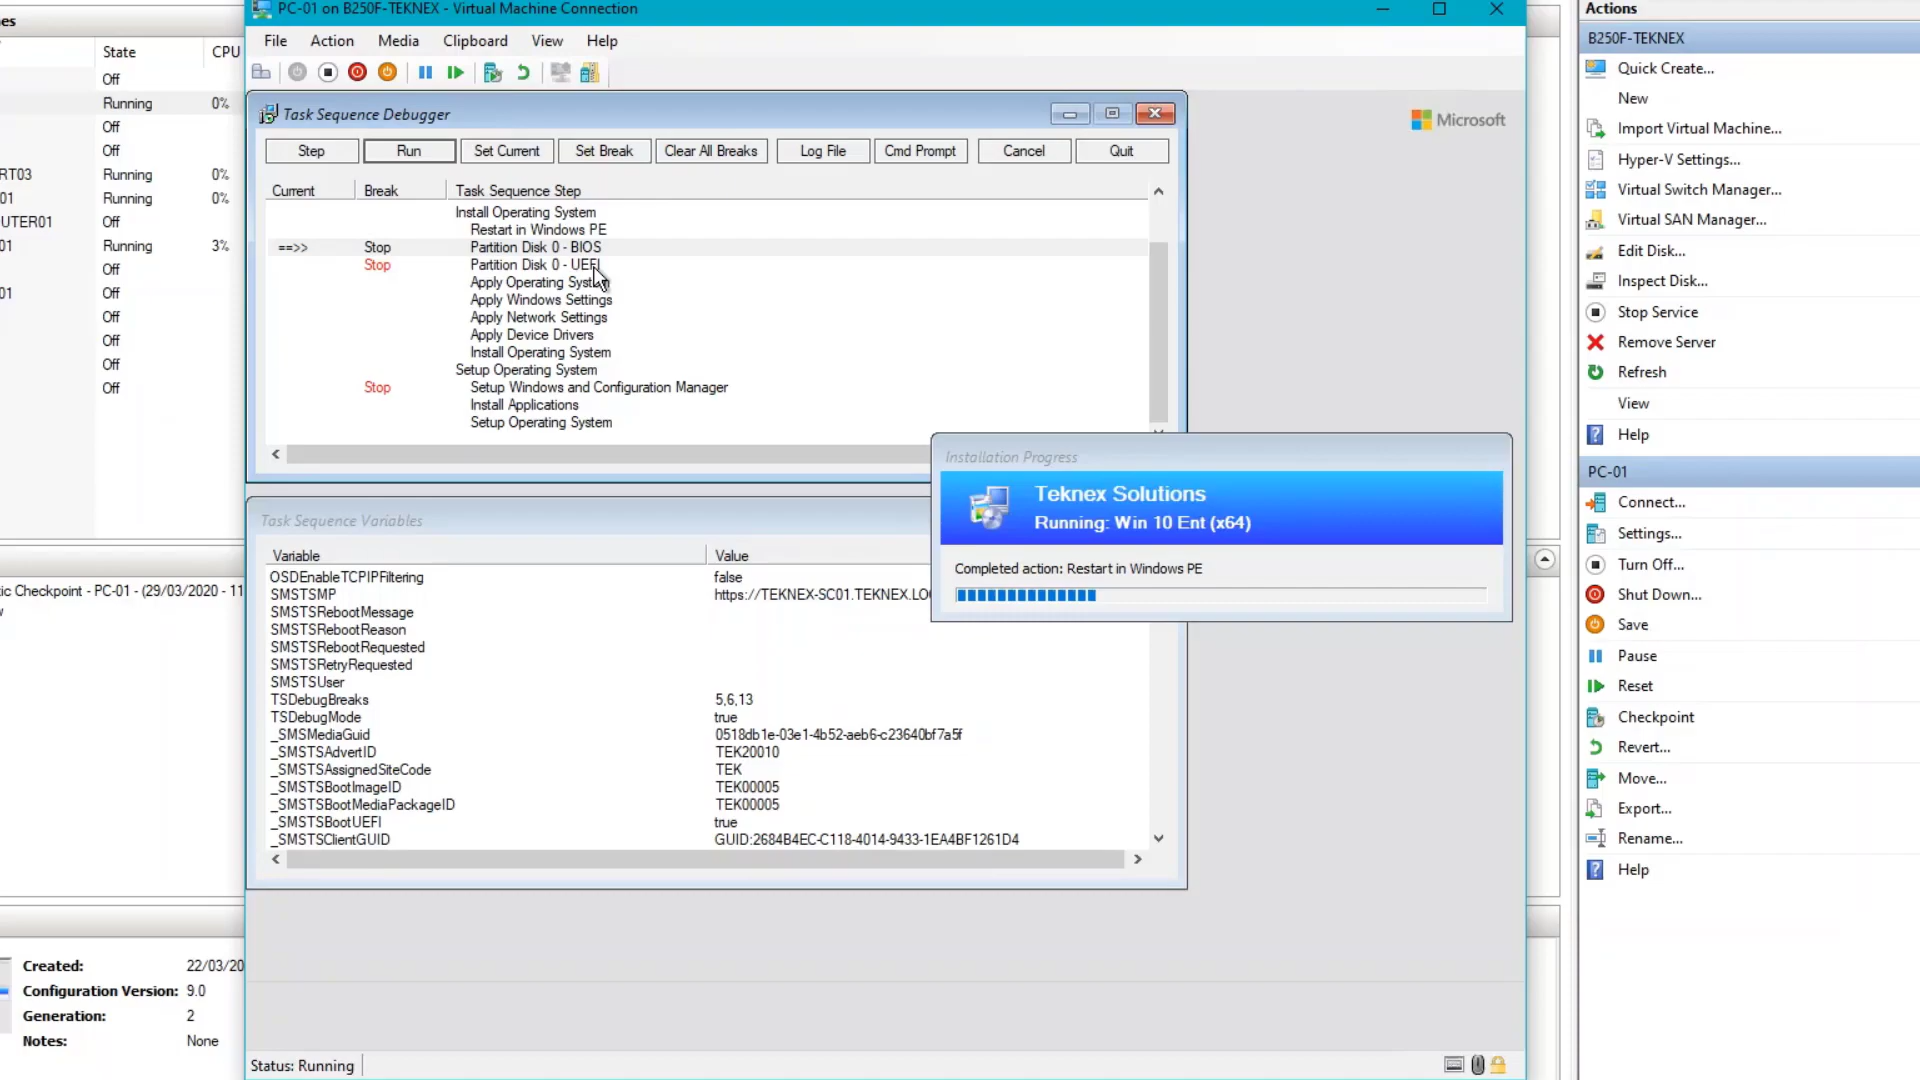 es
State CPU
Off
Running 0%
Off
Off
RT03 Running 0%
01 Running 0%
UTER01 Off
01 Running 3%
Off
01 Off
Off
Off
Off
Off
tic Checkpoint - PC-01 - (29/03/2020 - 11
Created: 22/03/20
Configuration Version: 9.0
Generation: 2
Notes: None
PC-01 on B250F-TEKNEX - Virtual Machine Connection
File Action Media Clipboard View Help
Microsoft
Task Sequence Debugger
Step Run Set Current Set Break Clear All Breaks Log File Cmd Prompt Cancel Quit
Current Break Task Sequence Step
Install Operating System
Restart in Windows PE
==>> Stop Partition Disk 0 - BIOS
Stop Partition Disk 0 - UEFI
Apply Operating System
Apply Windows Settings
Apply Network Settings
Apply Device Drivers
Install Operating System
Setup Operating System
Stop Setup Windows and Configuration Manager
Install Applications
Setup Operating System
Installation Progress
Teknex Solutions
Running: Win 10 Ent (x64)
Completed action: Restart in Windows PE
Task Sequence Variables
Variable Value
OSDEnableTCPIPFiltering false
SMSTSMP https://TEKNEX-SC01.TEKNEX.LO
SMSTSRebootMessage
SMSTSRebootReason
SMSTSRebootRequested
SMSTSRetryRequested
SMSTSUser
TSDebugBreaks 5,6,13
TSDebugMode true
_SMSMediaGuid 0518db1e-03e1-4b52-aeb6-c23640bf7a5f
_SMSTSAdvertID TEK20010
_SMSTSAssignedSiteCode TEK
_SMSTSBootImageID TEK00005
_SMSTSBootMediaPackageID TEK00005
_SMSTSBootUEFI true
_SMSTSClientGUID GUID:2684B4EC-C118-4014-9433-1EA4BF1261D4
Status: Running
Actions
B250F-TEKNEX
Quick Create...
New
Import Virtual Machine...
Hyper-V Settings...
Virtual Switch Manager...
Virtual SAN Manager...
Edit Disk...
Inspect Disk...
Stop Service
Remove Server
Refresh
View
Help
PC-01
Connect...
Settings...
Turn Off...
Shut Down...
Save
Pause
Reset
Checkpoint
Revert...
Move...
Export...
Rename...
Help